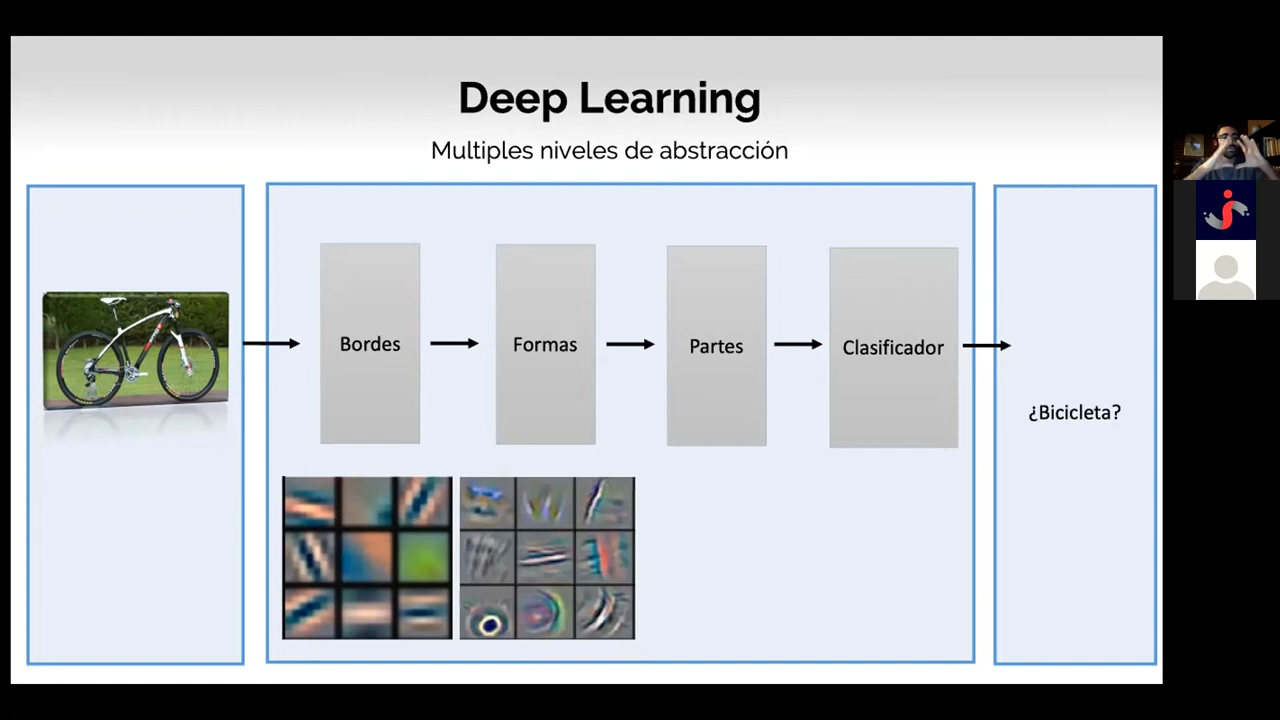 Deep Learning
Multiples niveles de abstracción
Bordes
Formas
Partes
Clasificador
¿Bicicleta?